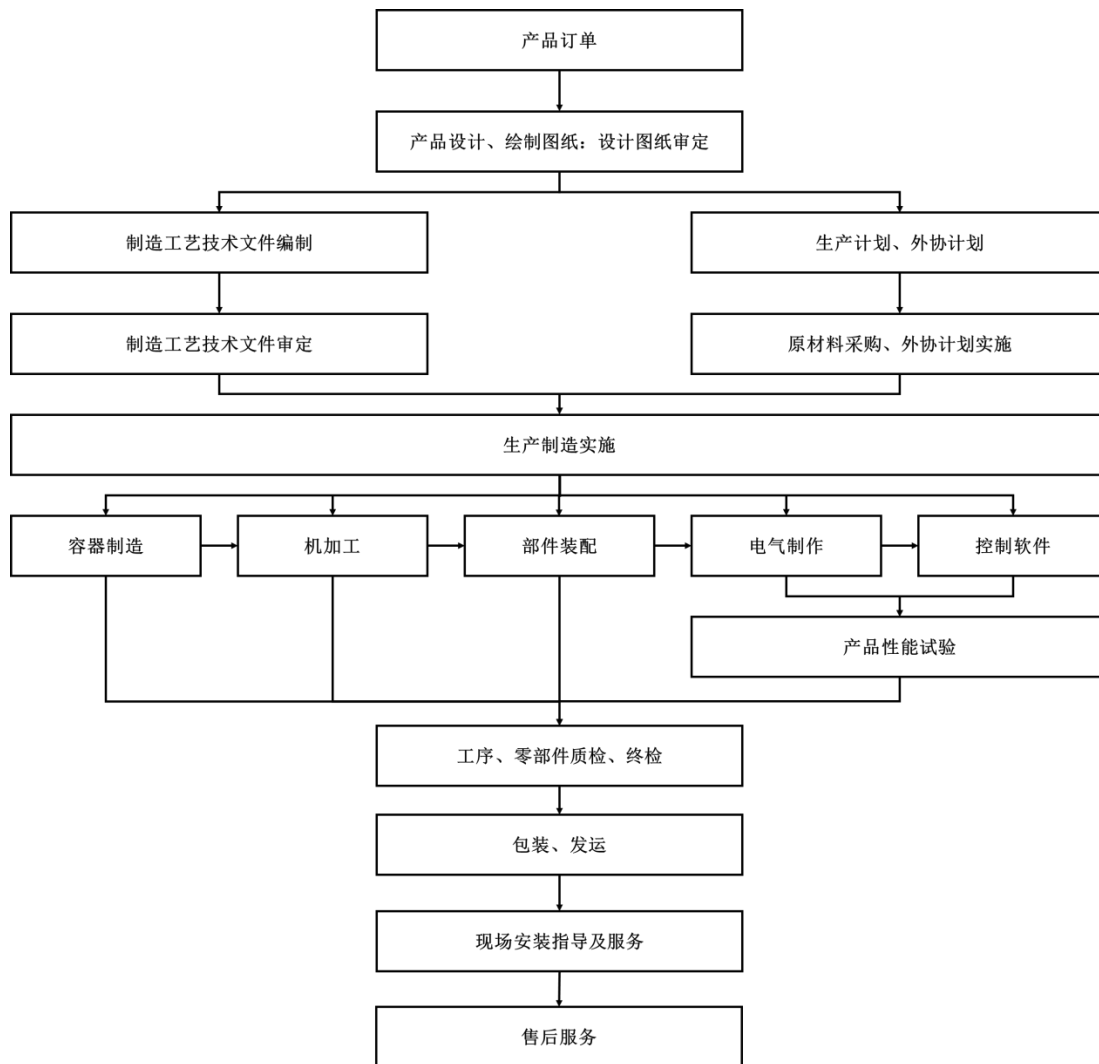 产品订单
产品设计、绘制图纸：设计图纸审定
制造工艺技术文件编制
生产计划、外协计划
制造工艺技术文件审定
原材料采购、外协计划实施
生产制造实施
容器制造
机加工
部件装配
电气制作
控制软件
产品性能试验
工序、零部件质检、终检
包装、发运
现场安装指导及服务
售后服务